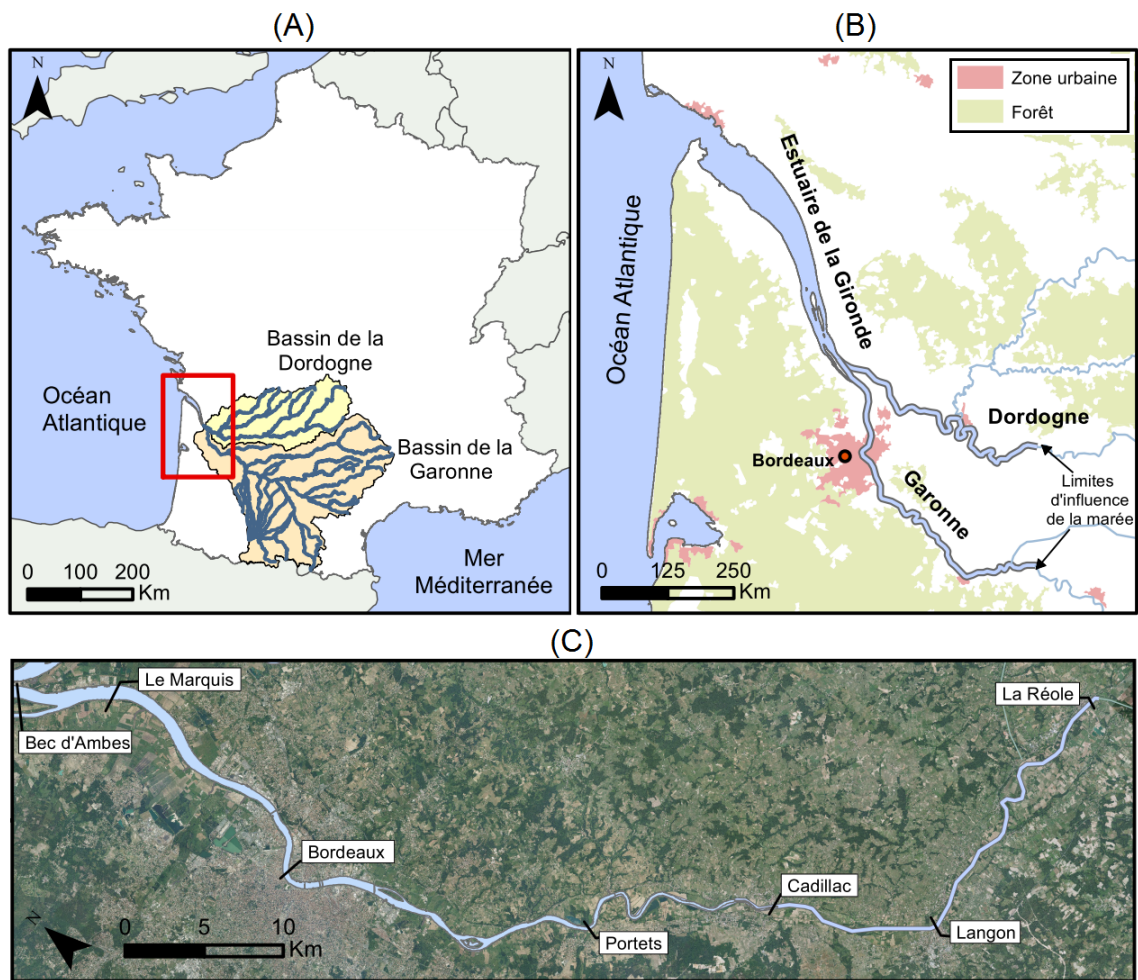 (A)
N
Bassin de la
Dordogne
Océan
Atlantique
Bassin de la
Garonne
Mer
Méditerranée
0 100 200
Km
(B)
N
Zone urbaine
Forêt
Océan Atlantique
Estuaire de la Gironde
Dordogne
Bordeaux
Garonne
Limites
d'influence
de la marée
0 125 250
Km
(C)
Le Marquis
La Réole
Bec d'Ambes
Bordeaux
Cadillac
N
0 5 10
Km
Portets
Langon